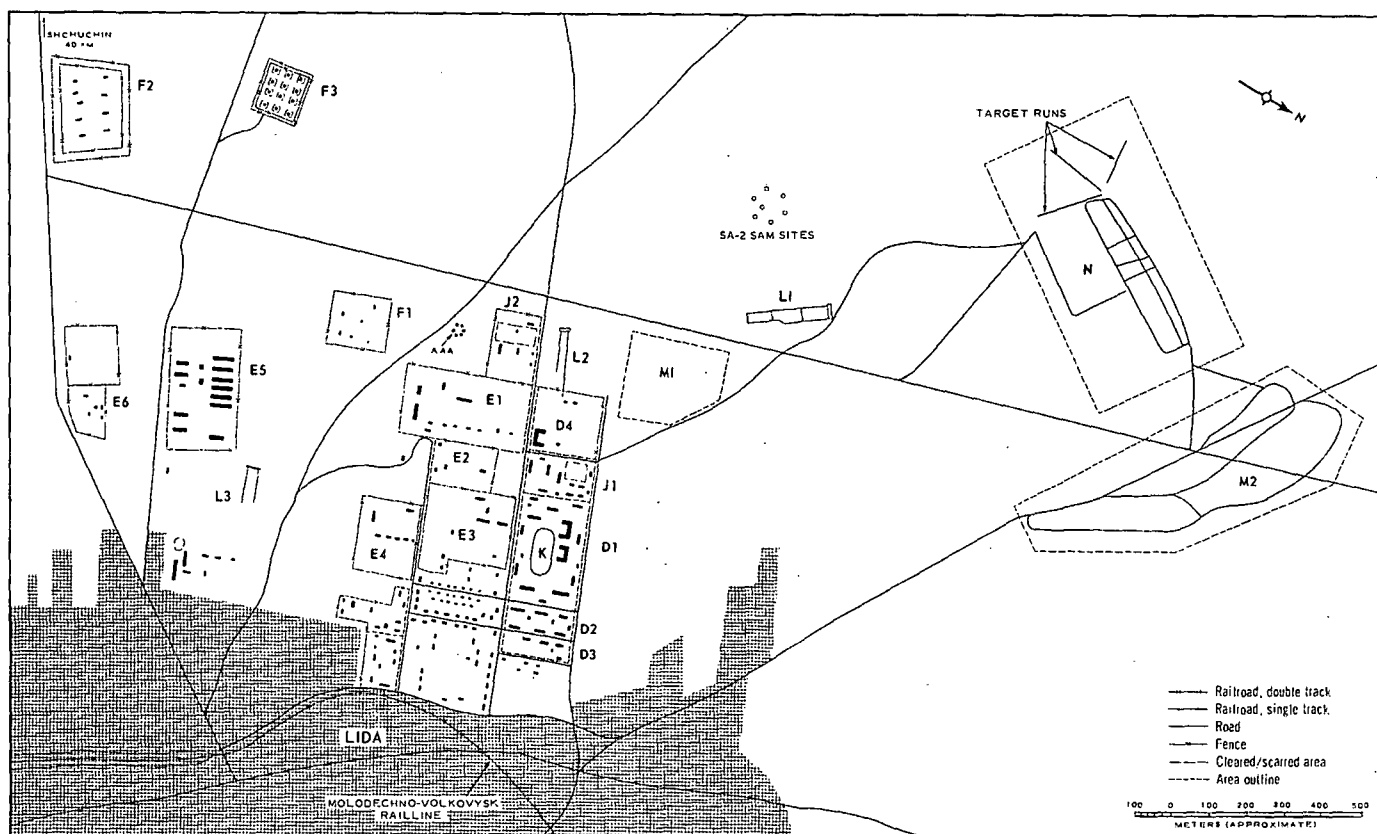 SHCHUCHIN
40 KM
F2
F3
N
TARGET RUNS
SA-2 SAM SITES
N
L1
F1
J2
AAA
L2
M1
E5
E1
E6
D4
E2
J1
M2
L3
E3
K
D1
E4
D2
D3
LIDA
MOLODECHNO-VOLKOVYSK
RAILLINE
Railroad, double track
Railroad, single track
Road
Fence
Cleared/scarred area
Area outline
100 0 100 200 300 400 500
METERS (APPROXIMATE)